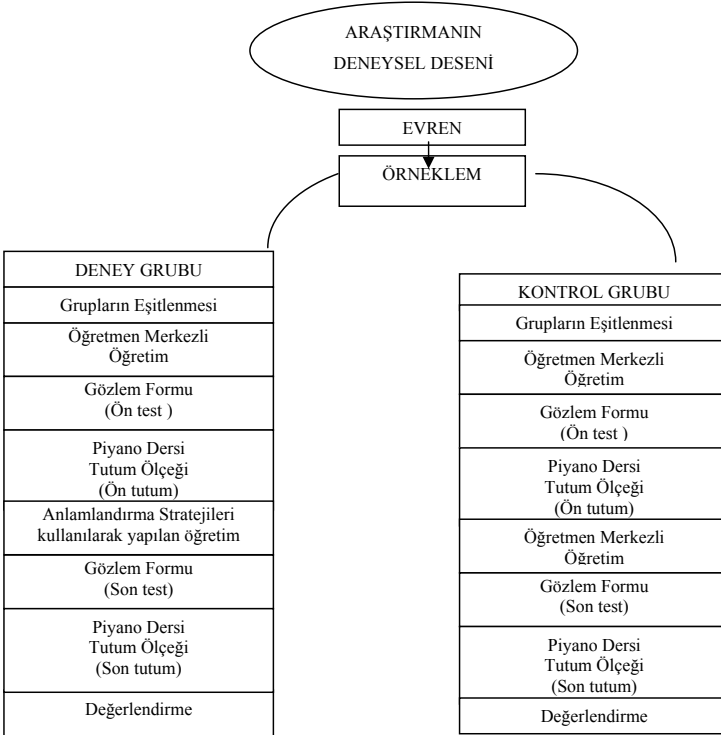 ARAŞTIRMANIN
DENEYSEL DESENİ
EVREN
ÖRNEKLEM
DENEY GRUBU
Grupların Eşitlenmesi
Öğretmen Merkezli
Öğretim
Gözlem Formu
(Ön test )
Piyano Dersi
Tutum Ölçeği
(Ön tutum)
Anlamlandırma Stratejileri
kullanılarak yapılan öğretim
Gözlem Formu
(Son test)
Piyano Dersi
Tutum Ölçeği
(Son tutum)
Değerlendirme
KONTROL GRUBU
Grupların Eşitlenmesi
Öğretmen Merkezli
Öğretim
Gözlem Formu
(Ön test )
Piyano Dersi
Tutum Ölçeği
(Ön tutum)
Öğretmen Merkezli
Öğretim
Gözlem Formu
(Son test)
Piyano Dersi
Tutum Ölçeği
(Son tutum)
Değerlendirme